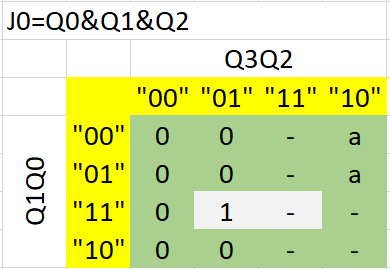 J0=Q0&Q1&Q2
Q3Q2
"00" "01" "11" "10"
Q1Q0
"00" 0 0 - a
"01" 0 0 - a
"11" 0 1 - -
"10" 0 0 - -